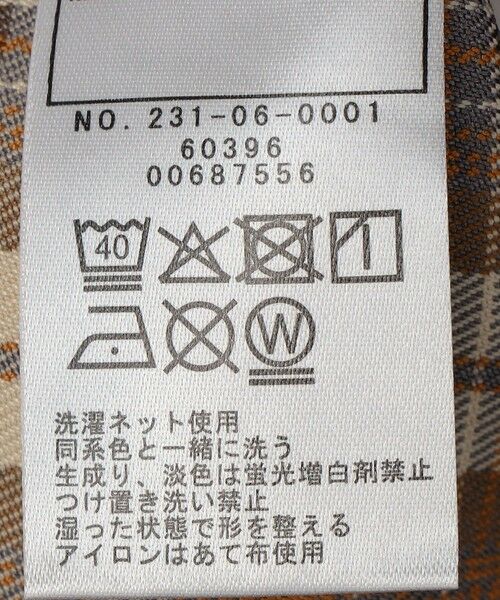 NO. 231-06-0001
60396
00687556
40
W
洗濯ネット使用
同系色と一緒に洗う
生成り、淡色は蛍光増白剤禁止
つけ置き洗い禁止
湿った状態で形を整える
アイロンはあて布使用